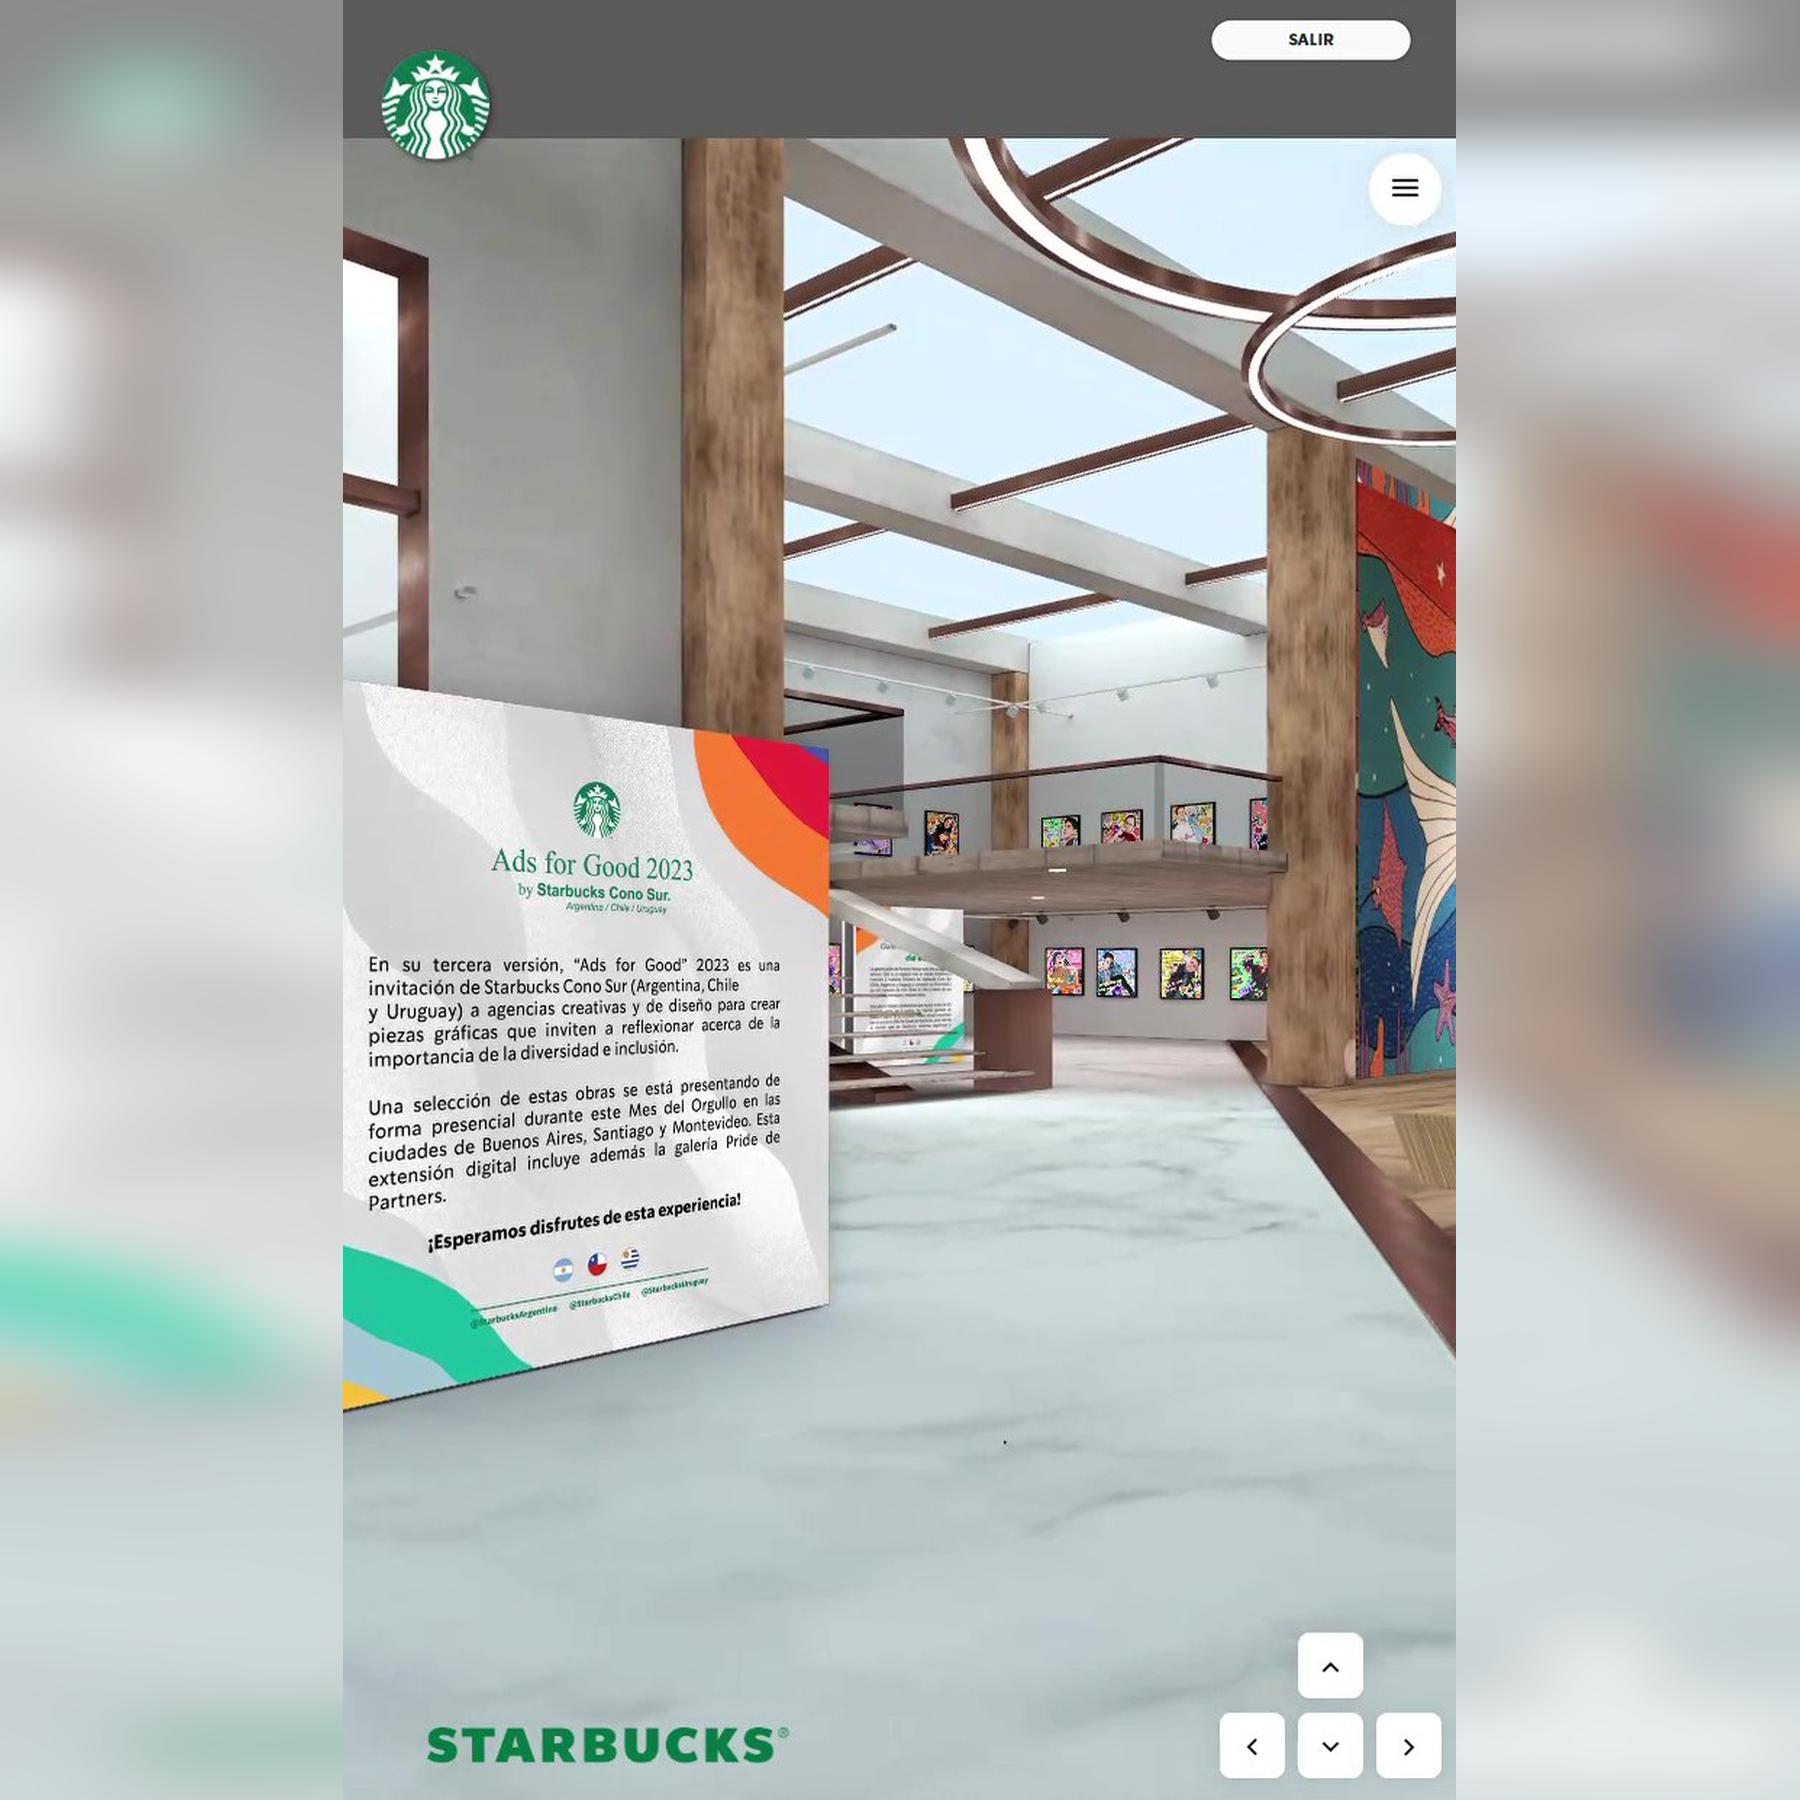 SALIR
Ads for Good 2023
by Starbucks Cono Sur.
Argentina / Chile / Uruguay
En su tercera versión, “Ads for Good” 2023 es una
invitación de Starbucks Cono Sur (Argentina, Chile
y Uruguay) a agencias creativas y de diseño para crear
piezas gráficas que inviten a reflexionar acerca de la
importancia de la diversidad e inclusión.
Una selección de estas obras se está presentando de
forma presencial durante este Mes del Orgullo en las
ciudades de Buenos Aires, Santiago y Montevideo. Esta
extensión digital incluye además la galería Pride de
Partners.
¡Esperamos disfrutes de esta experiencia!
@StarbucksArgentina @StarbucksChile @StarbucksUruguay
STARBUCKS®